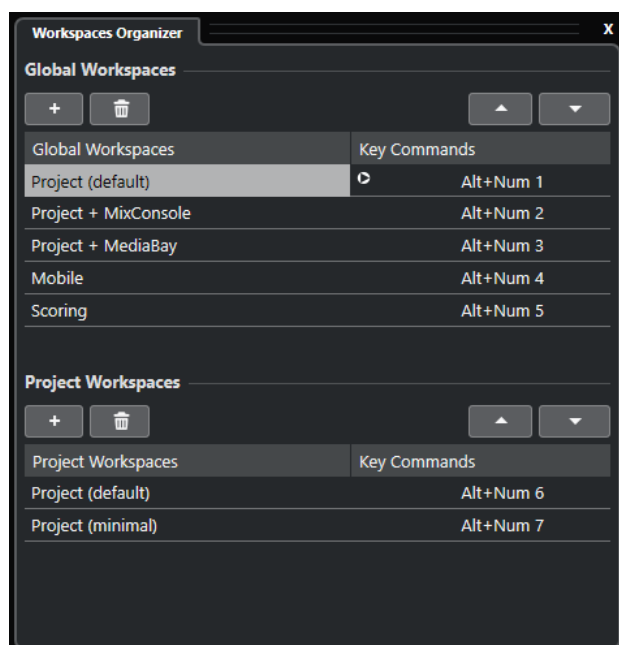 Workspaces Organizer X
Global Workspaces
+
Global Workspaces Key Commands
Project (default) Alt+Num 1
Project + MixConsole Alt+Num 2
Project + MediaBay Alt+Num 3
Mobile Alt+Num 4
Scoring Alt+Num 5
Project Workspaces
+
Project Workspaces Key Commands
Project (default) Alt+Num 6
Project (minimal) Alt+Num 7